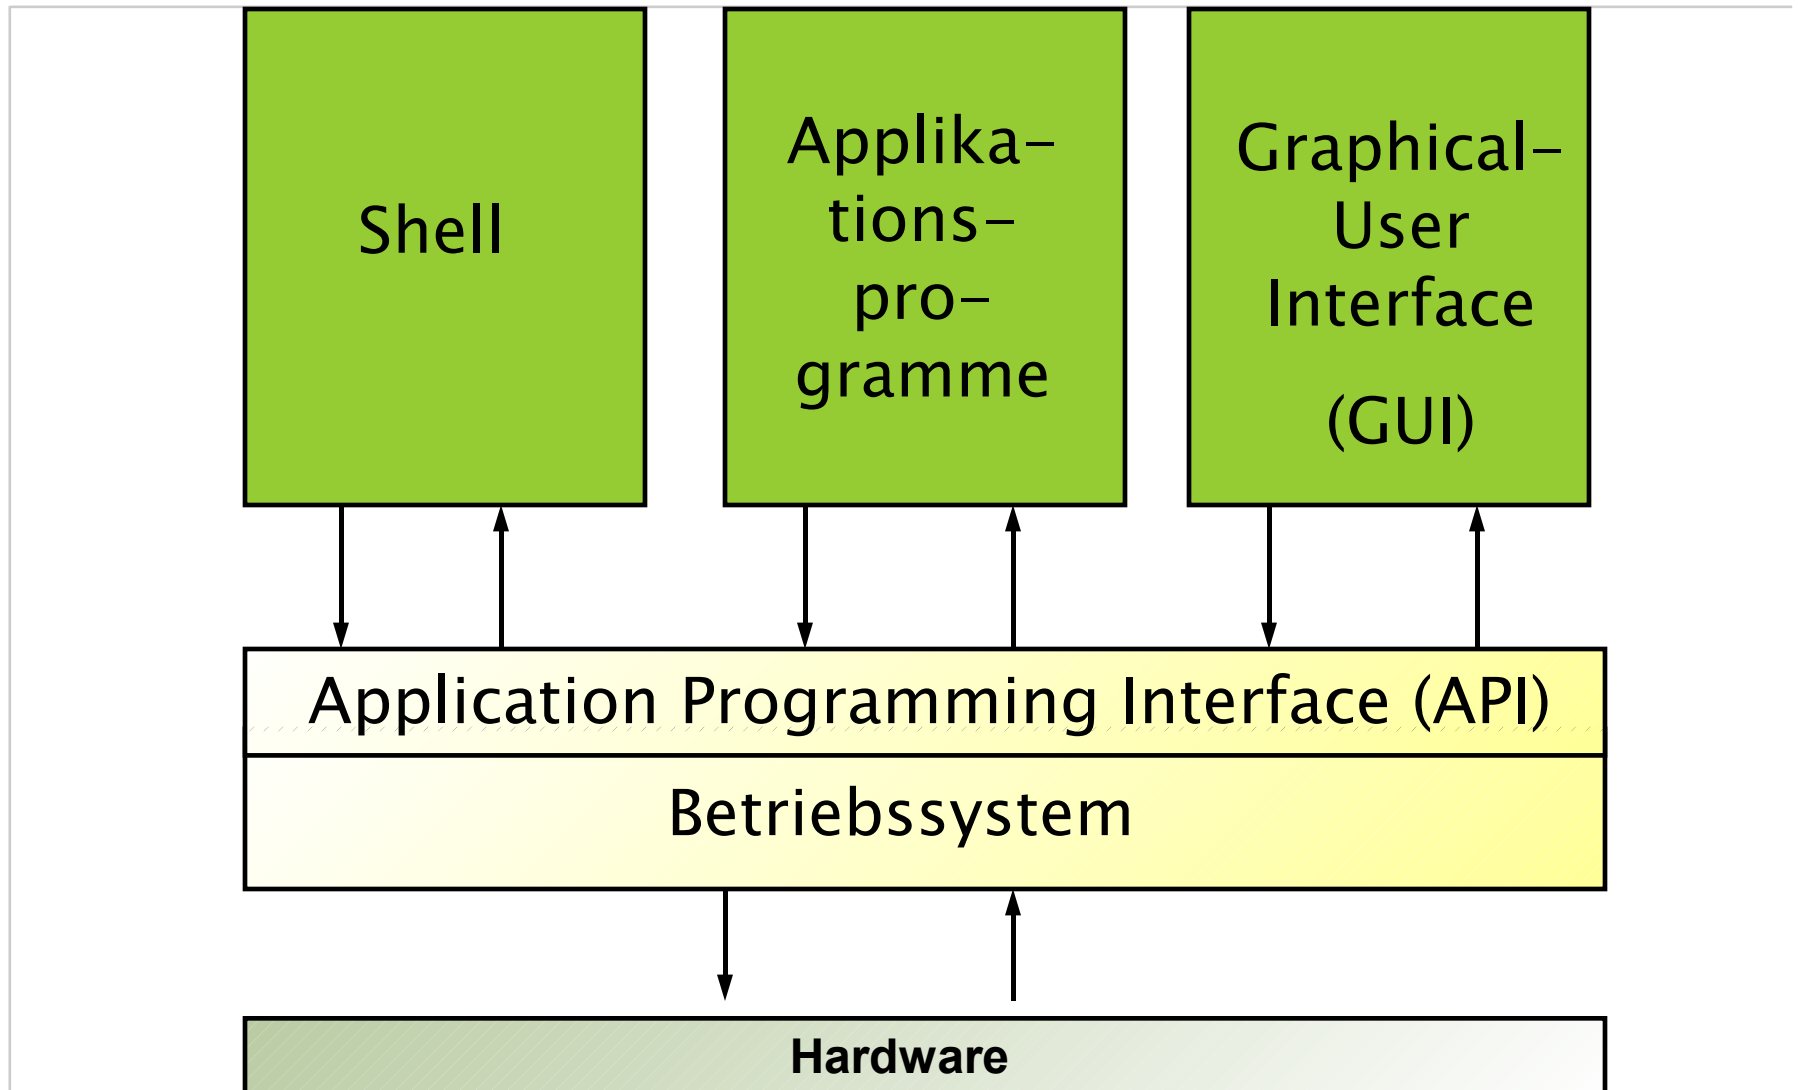 Shell
Applika-
tions-
pro-
gramme
Graphical-
User
Interface
(GUI)
Application Programming Interface (API)
Betriebssystem
Hardware